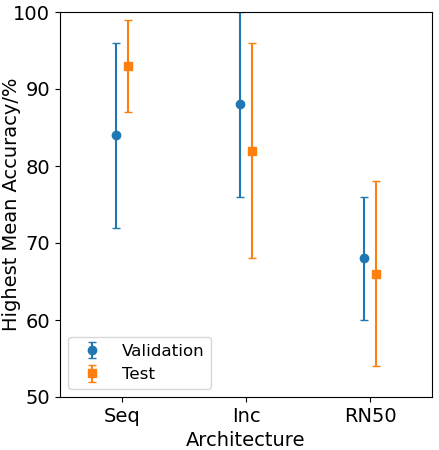 Highest Mean Accuracy/%
100
90
80
70
60
50
Validation
Test
Seq Inc RN50
Architecture